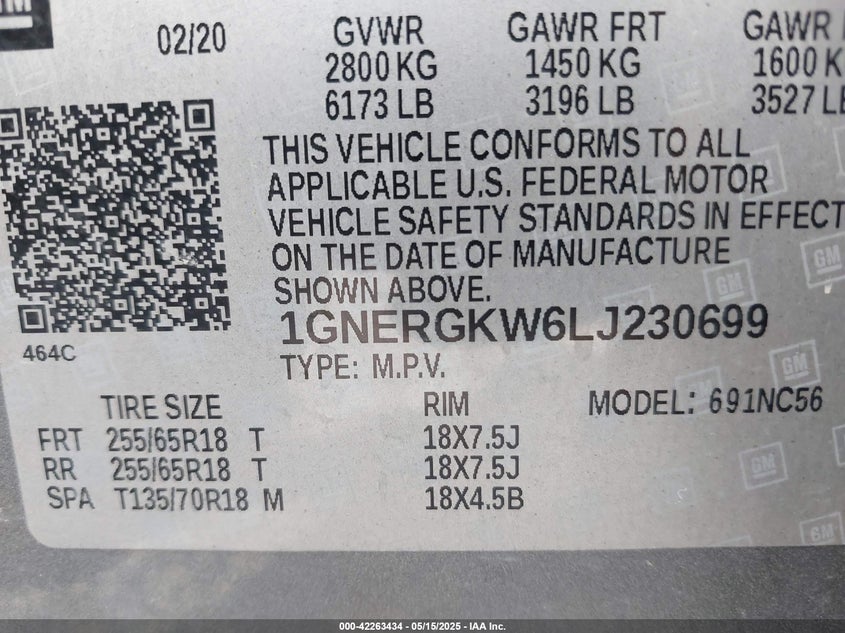 GM
02/20
GVWR GAWR FRT GAWR
2800 KG 1450 KG 1600 K
6173 LB 3196 LB 3527 LB
THIS VEHICLE CONFORMS TO ALL
APPLICABLE U.S. FEDERAL MOTOR
VEHICLE SAFETY STANDARDS IN EFFECT
ON THE DATE OF MANUFACTURE
SHOWN ABOVE.
1GNERGKW6LJ230699
464C
TYPE: M.P.V.
TIRE SIZE RIM MODEL: 691NC56
FRT 255/65R18 T 18X7.5J
RR 255/65R18 T 18X7.5J
SPA T135/70R18 M 18X4.5B
000-42263434 - 05/15/2025 - IAA Inc.